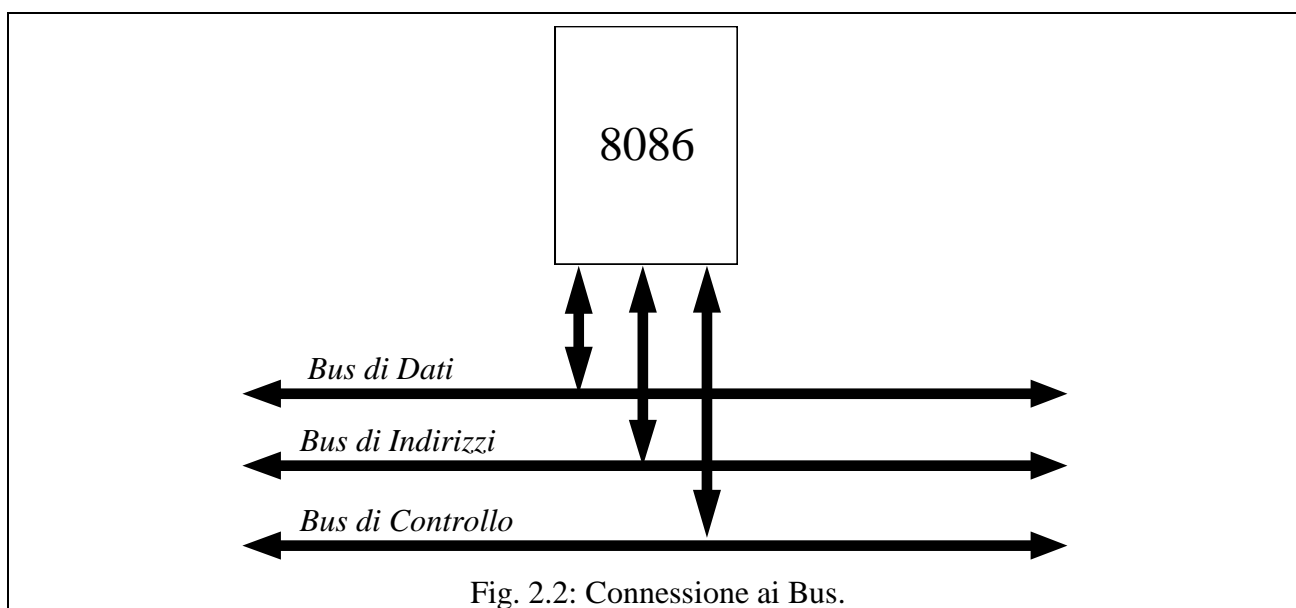 8086
Bus di Dati
Bus di Indirizzi
Bus di Controllo
Fig. 2.2: Connessione ai Bus.